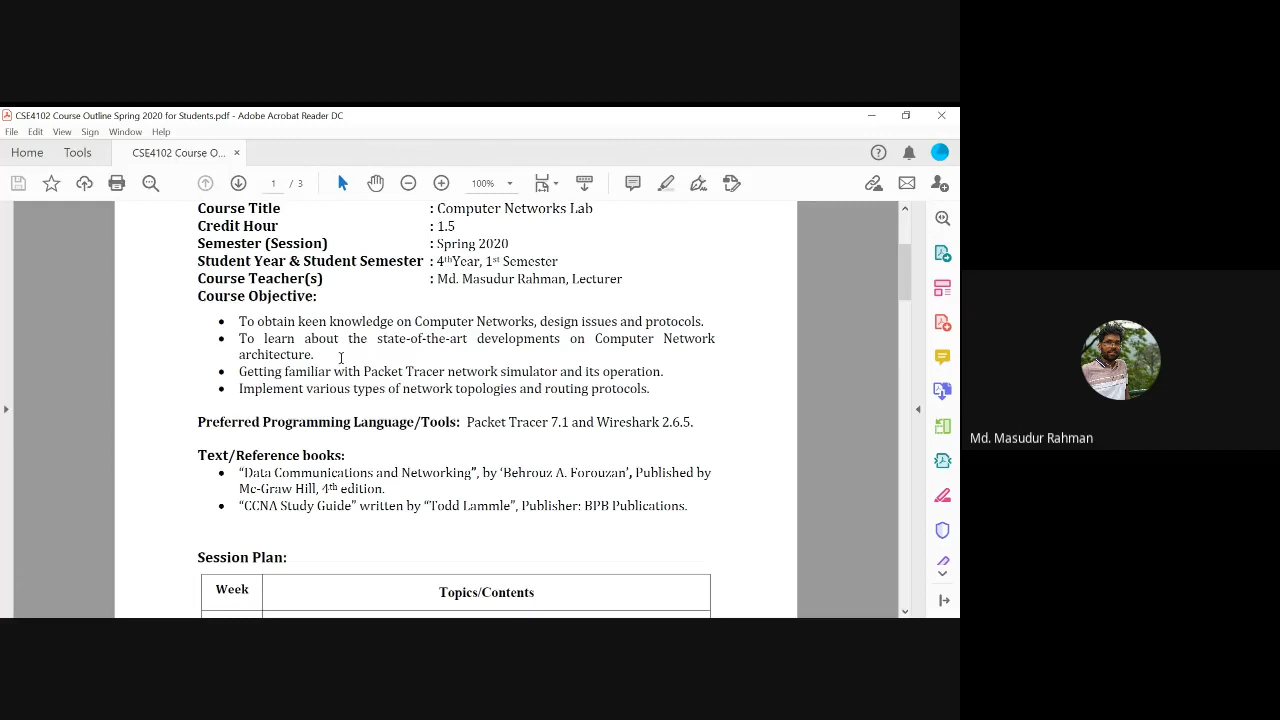 CSE4102 Course Outline Spring 2020 for Students.pdf - Adobe Acrobat Reader DC
File Edit View Sign Window Help
Home Tools CSE4102 Course O... ×
1 / 3 100%
Course Title : Computer Networks Lab
Credit Hour : 1.5
Semester (Session) : Spring 2020
Student Year & Student Semester : 4thYear, 1st Semester
Course Teacher(s) : Md. Masudur Rahman, Lecturer
Course Objective:
• To obtain keen knowledge on Computer Networks, design issues and protocols.
• To learn about the state-of-the-art developments on Computer Network
architecture.
• Getting familiar with Packet Tracer network simulator and its operation.
• Implement various types of network topologies and routing protocols.
Preferred Programming Language/Tools: Packet Tracer 7.1 and Wireshark 2.6.5.
Text/Reference books:
• “Data Communications and Networking”, by ‘Behrouz A. Forouzan’, Published by
Mc-Graw Hill, 4th edition.
• “CCNA Study Guide” written by “Todd Lammle”, Publisher: BPB Publications.
Session Plan:
Week Topics/Contents
Md. Masudur Rahman